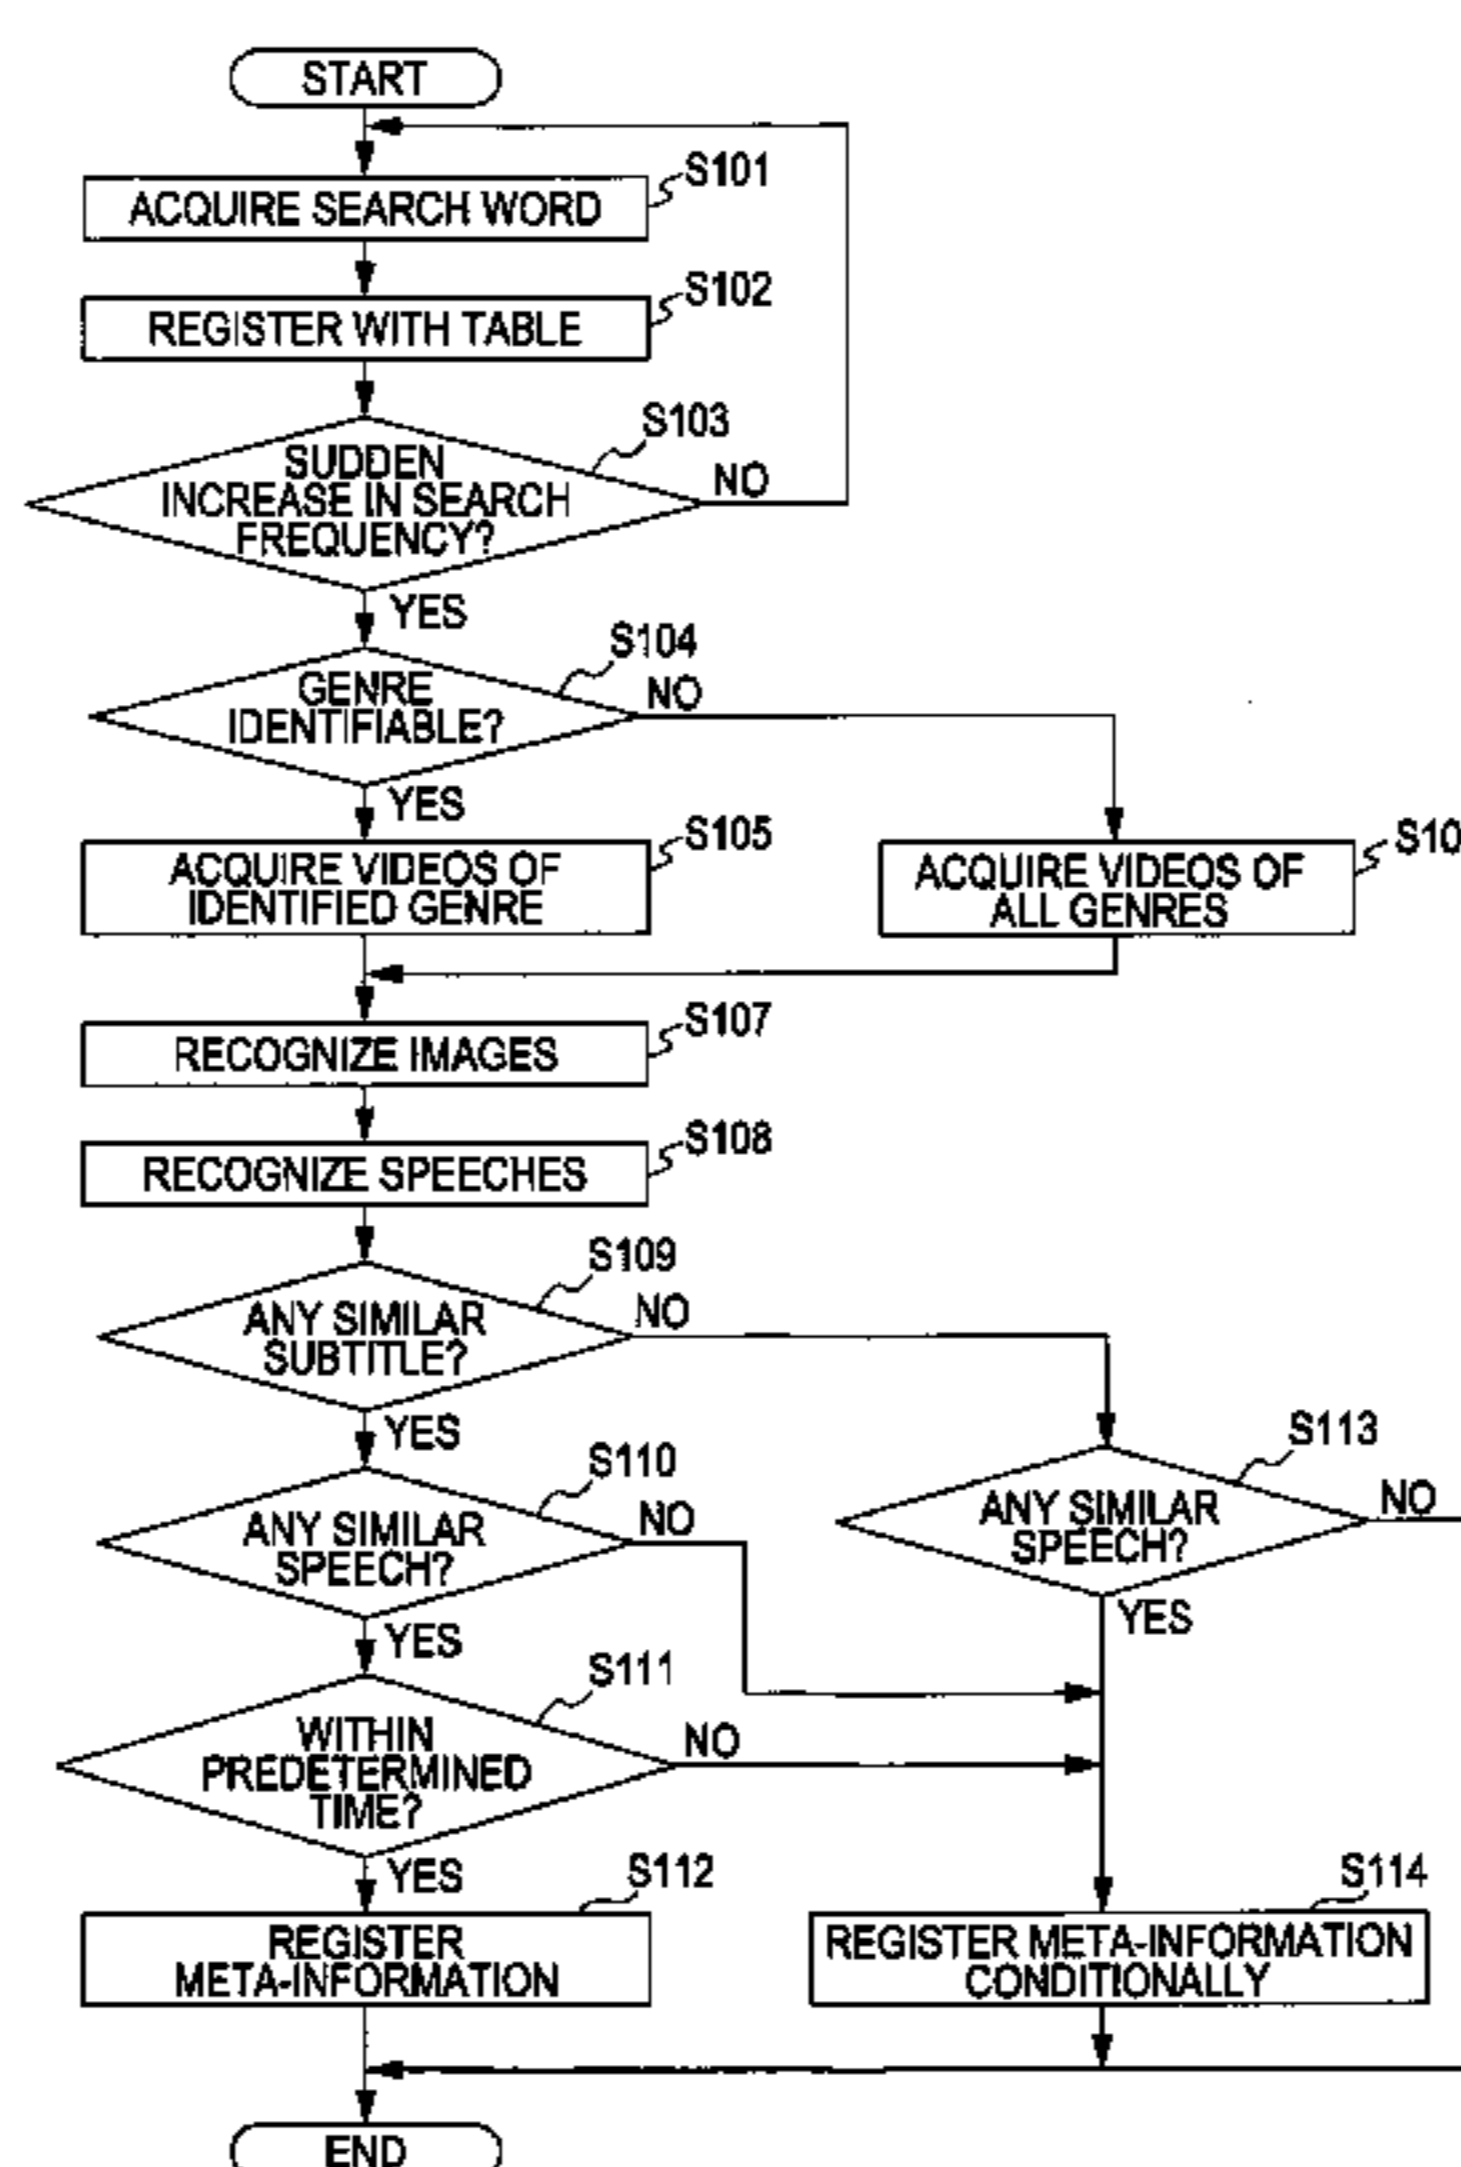 START
S101
ACQUIRE SEARCH WORD
S102
REGISTER WITH TABLE
S103
SUDDEN
INCREASE IN SEARCH
FREQUENCY?
NO
YES
S104
GENRE
IDENTIFIABLE?
NO
YES
S105
ACQUIRE VIDEOS OF
IDENTIFIED GENRE
S10
ACQUIRE VIDEOS OF
ALL GENRES
S107
RECOGNIZE IMAGES
S108
RECOGNIZE SPEECHES
S109
ANY SIMILAR
SUBTITLE?
NO
YES
S110
ANY SIMILAR
SPEECH?
NO
YES
S113
ANY SIMILAR
SPEECH?
NO
YES
S111
WITHIN
PREDETERMINED
TIME?
NO
YES
S112
REGISTER
META-INFORMATION
S114
REGISTER META-INFORMATION
CONDITIONALLY
END